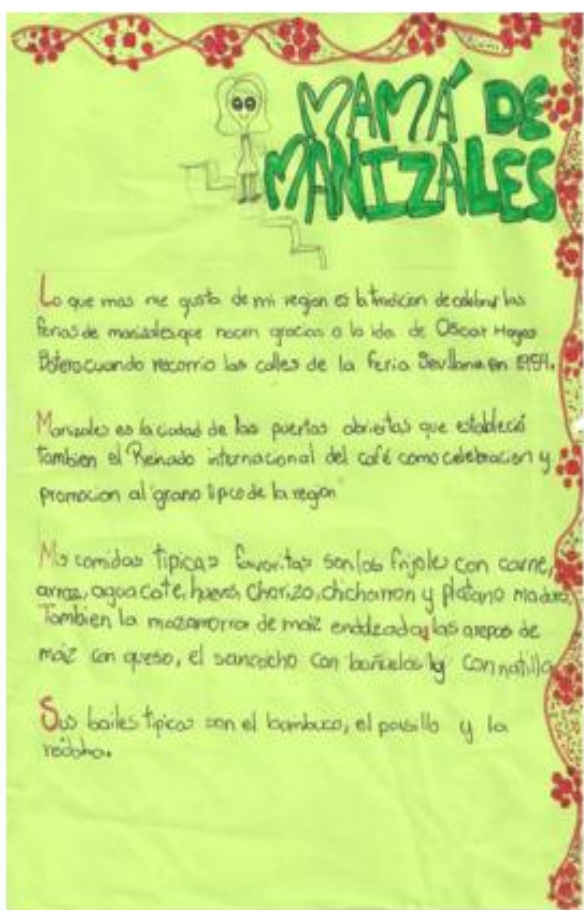 MAMÁ DE
MANIZALES
Lo que mas me gusta de mi region es la tradicion de celebrar las
ferias de manizales que nacen gracias a la ida de Oscar Hoyos
Botero cuando recorrio las calles de la feria Sevillana en 1954.
Manizales es la ciudad de las puertas abiertas que estableció
tambien el Reinado internacional del café como celebracion y
promocion al grano tipico de la region
Mis comidas tipicas favoritas son los frijoles con carne,
arroz, aguacate, huevo, chorizo, chicharron y platano maduro
Tambien la mazamorra de maiz endulzada, las arepas de
maiz con queso, el sancocho con buñuelos y con natilla
Sus bailes tipicos son el bambuco, el pasillo y la